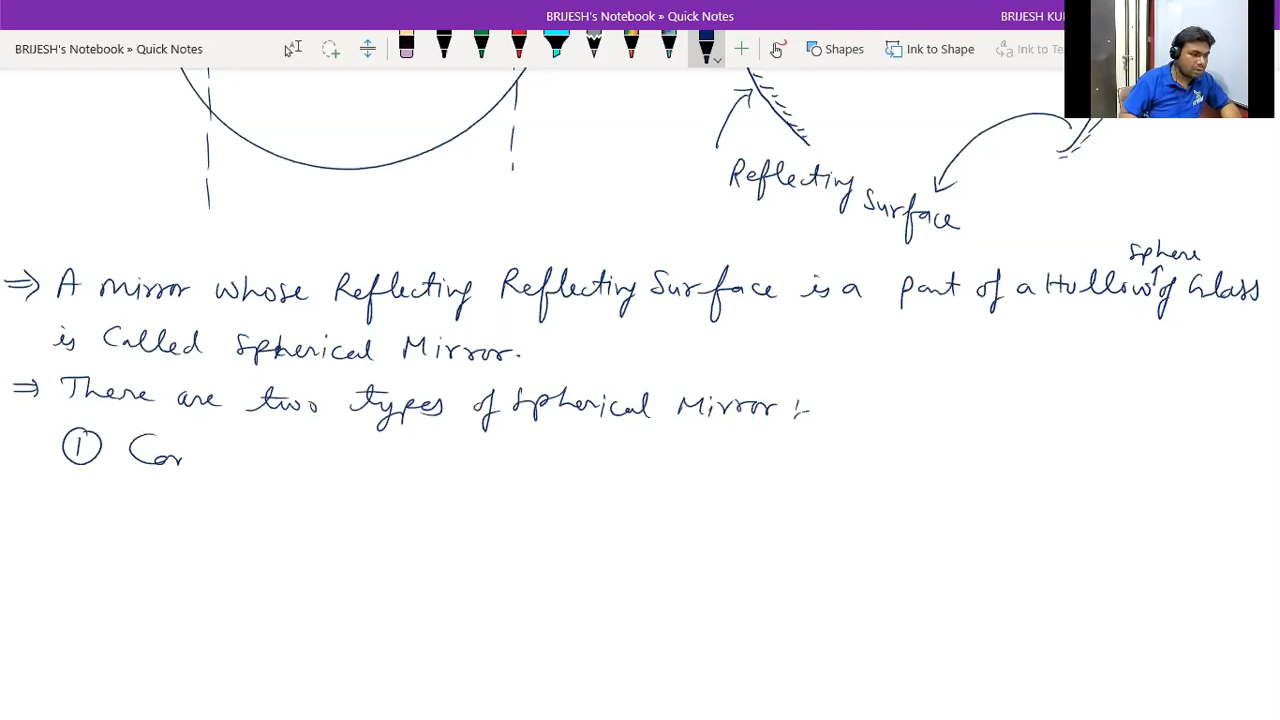 BRIJESH's Notebook » Quick Notes
BRIJESH KU
BRIJESH's Notebook » Quick Notes
Shapes
Ink to Shape
Ink to Te
Reflecting Surface
sphere
⇒ A mirror whose Reflecting Reflecting Surface is a part of a Hollow of Glass
is Called Spherical Mirror.
⇒ There are two types of Spherical Mirror :-
① Con